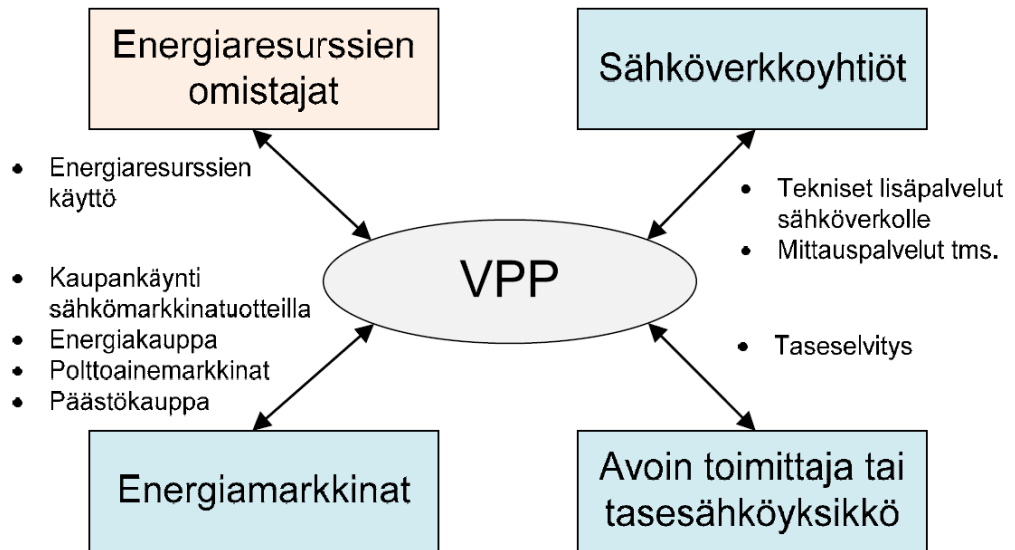 Energiaresurssien
omistajat
Sähköverkkoyhtiöt
• Energiaresurssien
käyttö
• Tekniset lisäpalvelut
sähköverkolle
• Mittauspalvelut tms.
VPP
• Kaupankäynti
sähkömarkkinatuotteilla
• Energiakauppa
• Polttoainemarkkinat
• Päästökauppa
• Taseselvitys
Energiamarkkinat
Avoin toimittaja tai
tasesähköyksikkö